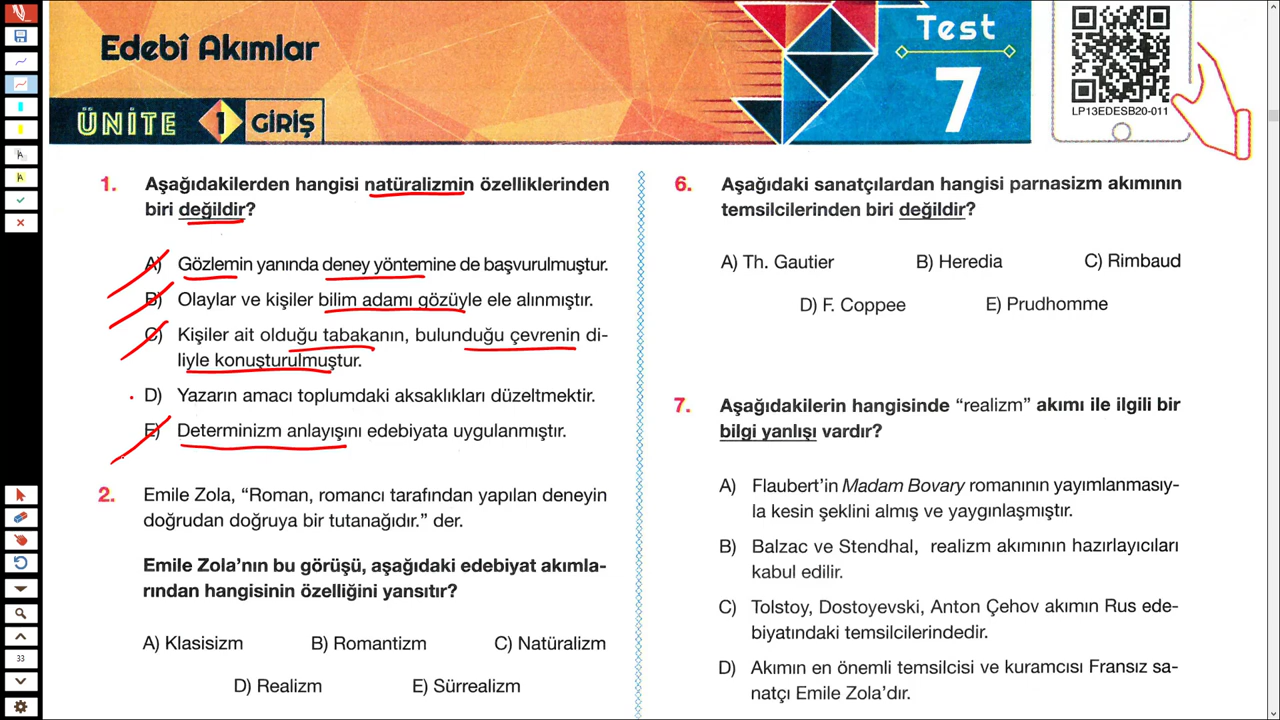 Edebî Akımlar
ÜNİTE 1 GİRİŞ
Test
7
LP13EDESB20-011
1. Aşağıdakilerden hangisi natüralizmin özelliklerinden
biri değildir?
A) Gözlemin yanında deney yöntemine de başvurulmuştur.
B) Olaylar ve kişiler bilim adamı gözüyle ele alınmıştır.
C) Kişiler ait olduğu tabakanın, bulunduğu çevrenin di-
liyle konuşturulmuştur.
D) Yazarın amacı toplumdaki aksaklıkları düzeltmektir.
E) Determinizm anlayışını edebiyata uygulanmıştır.
2. Emile Zola, “Roman, romancı tarafından yapılan deneyin
doğrudan doğruya bir tutanağıdır.” der.
Emile Zola’nın bu görüşü, aşağıdaki edebiyat akımla-
rından hangisinin özelliğini yansıtır?
A) Klasisizm B) Romantizm C) Natüralizm
D) Realizm E) Sürrealizm
6. Aşağıdaki sanatçılardan hangisi parnasizm akımının
temsilcilerinden biri değildir?
A) Th. Gautier B) Heredia C) Rimbaud
D) F. Coppee E) Prudhomme
7. Aşağıdakilerin hangisinde “realizm” akımı ile ilgili bir
bilgi yanlışı vardır?
A) Flaubert’in Madam Bovary romanının yayımlanmasıy-
la kesin şeklini almış ve yaygınlaşmıştır.
B) Balzac ve Stendhal, realizm akımının hazırlayıcıları
kabul edilir.
C) Tolstoy, Dostoyevski, Anton Çehov akımın Rus ede-
biyatındaki temsilcilerindedir.
D) Akımın en önemli temsilcisi ve kuramcısı Fransız sa-
natçı Emile Zola’dır.
A
A
33